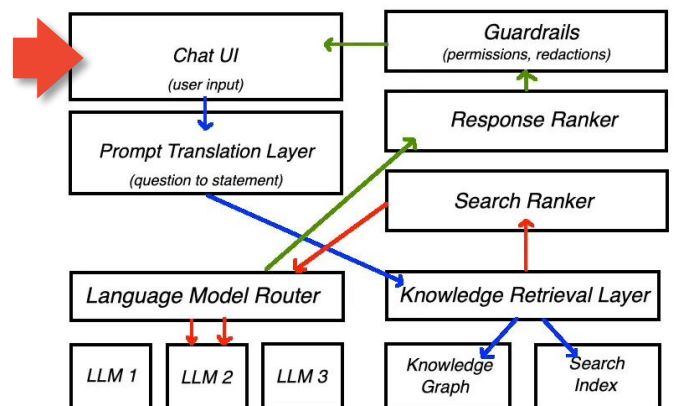 Chat UI
(user input)
Guardrails
(permissions, redactions)
Prompt Translation Layer
(question to statement)
Response Ranker
Search Ranker
Language Model Router
Knowledge Retrieval Layer
LLM 1
LLM 2
LLM 3
Knowledge
Graph
Search
Index